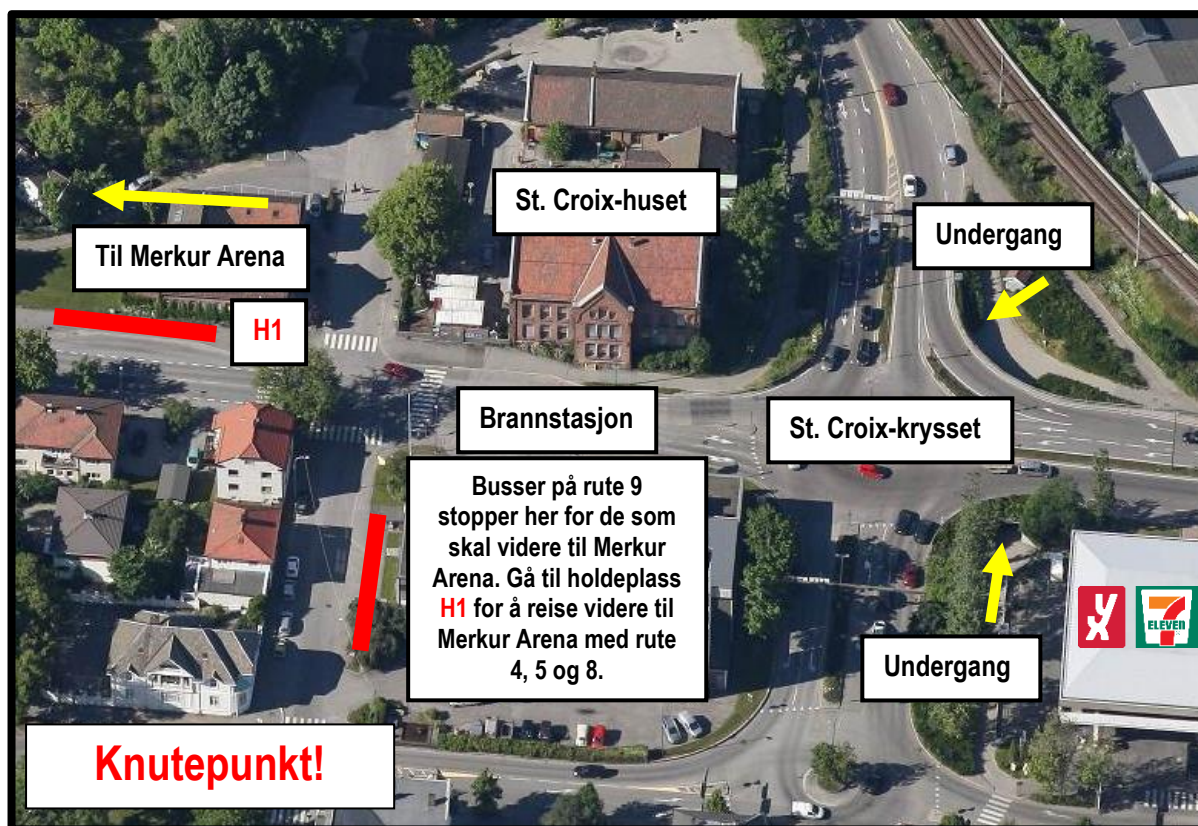 St. Croix-huset
Undergang
Til Merkur Arena
H1
Brannstasjon
St. Croix-krysset
Busser på rute 9
stopper her for de som
skal videre til Merkur
Arena. Gå til holdeplass
H1 for å reise videre til
Merkur Arena med rute
4, 5 og 8.
YX
7
ELEVEN
Undergang
Knutepunkt!